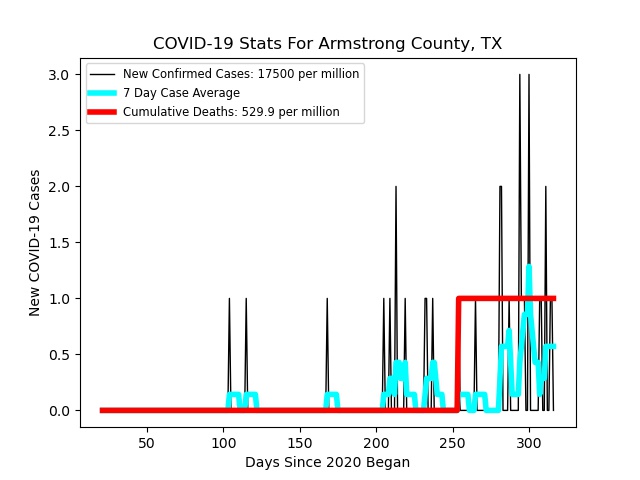 COVID-19 Stats For Armstrong County, TX
New Confirmed Cases: 17500 per million
7 Day Case Average
Cumulative Deaths: 529.9 per million
New COVID-19 Cases
3.0
2.5
2.0
1.5
1.0
0.5
0.0
50 100 150 200 250 300
Days Since 2020 Began